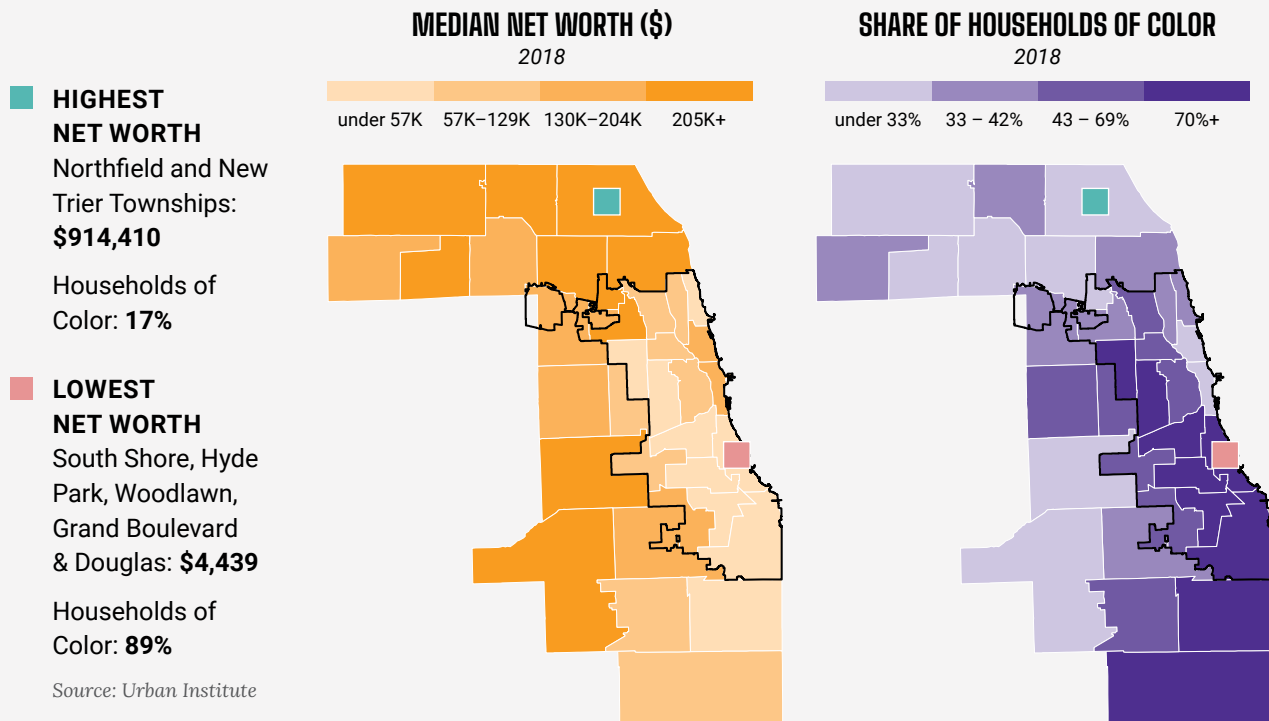 HIGHEST
NET WORTH
Northfield and New
Trier Townships:
$914,410
Households of
Color: 17%
LOWEST
NET WORTH
South Shore, Hyde
Park, Woodlawn,
Grand Boulevard
& Douglas: $4,439
Households of
Color: 89%
Source: Urban Institute
MEDIAN NET WORTH ($)
2018
under 57K 57K–129K 130K–204K 205K+
SHARE OF HOUSEHOLDS OF COLOR
2018
under 33% 33 – 42% 43 – 69% 70%+